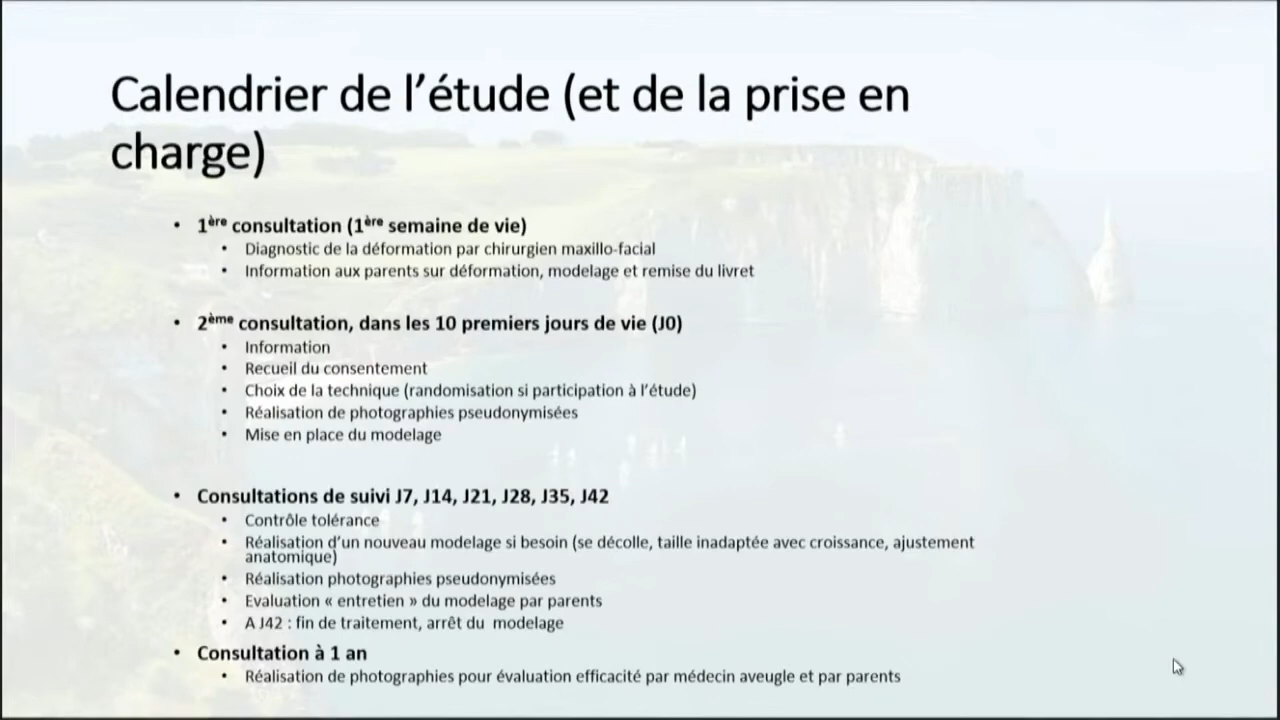 Calendrier de l’étude (et de la prise en
charge)
• 1ère consultation (1ère semaine de vie)
• Diagnostic de la déformation par chirurgien maxillo-facial
• Information aux parents sur déformation, modelage et remise du livret
• 2ème consultation, dans les 10 premiers jours de vie (J0)
• Information
• Recueil du consentement
• Choix de la technique (randomisation si participation à l’étude)
• Réalisation de photographies pseudonymisées
• Mise en place du modelage
• Consultations de suivi J7, J14, J21, J28, J35, J42
• Contrôle tolérance
• Réalisation d’un nouveau modelage si besoin (se décolle, taille inadaptée avec croissance, ajustement
anatomique)
• Réalisation photographies pseudonymisées
• Evaluation « entretien » du modelage par parents
• A J42 : fin de traitement, arrêt du modelage
• Consultation à 1 an
• Réalisation de photographies pour évaluation efficacité par médecin aveugle et par parents